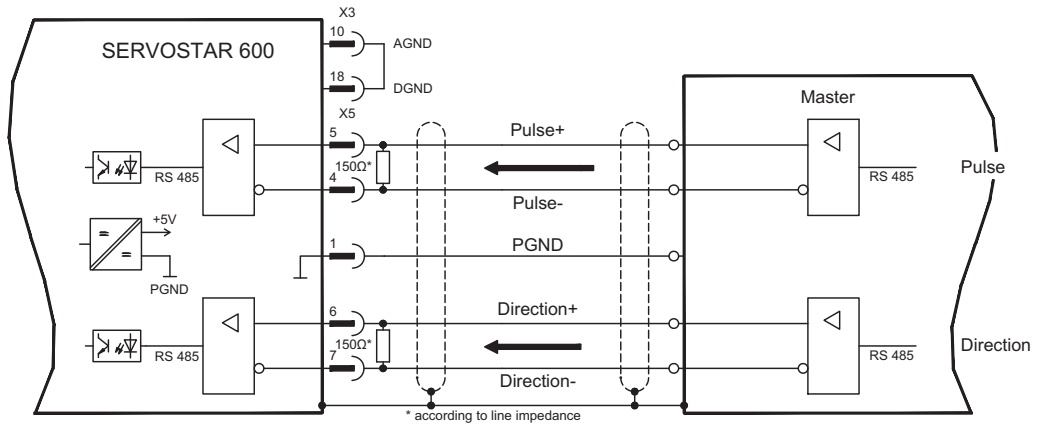 X3
10
AGND
SERVOSTAR 600
18
DGND
X5
Master
5
Pulse+
150Ω*
RS 485
RS 485
Pulse
4
Pulse-
+5V
=
=
1
PGND
PGND
6
Direction+
150Ω*
RS 485
RS 485
Direction
7
Direction-
* according to line impedance